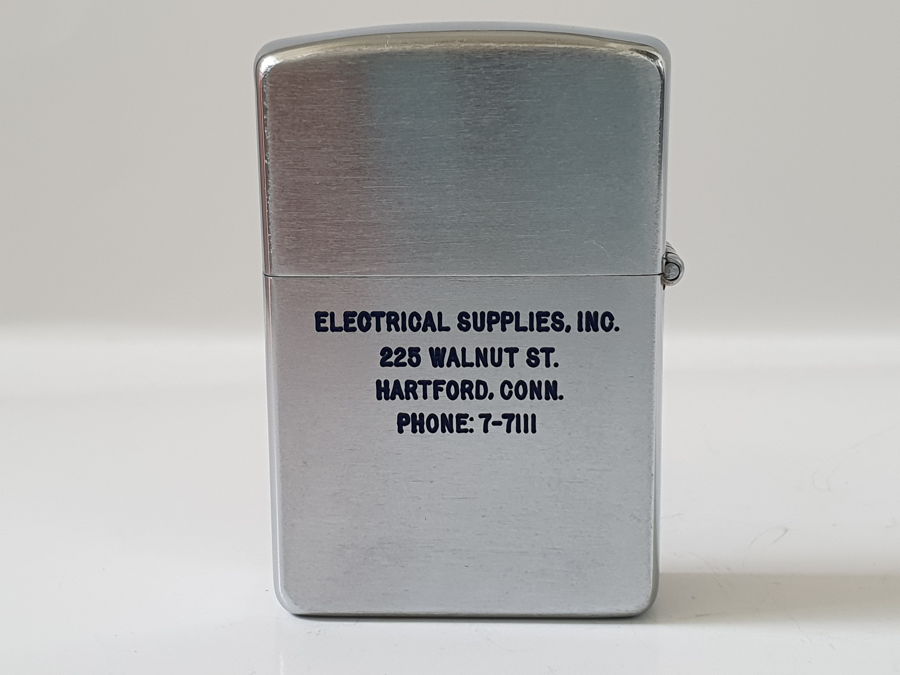 ELECTRICAL SUPPLIES, INC.
225 WALNUT ST.
HARTFORD, CONN.
PHONE: 7-7111